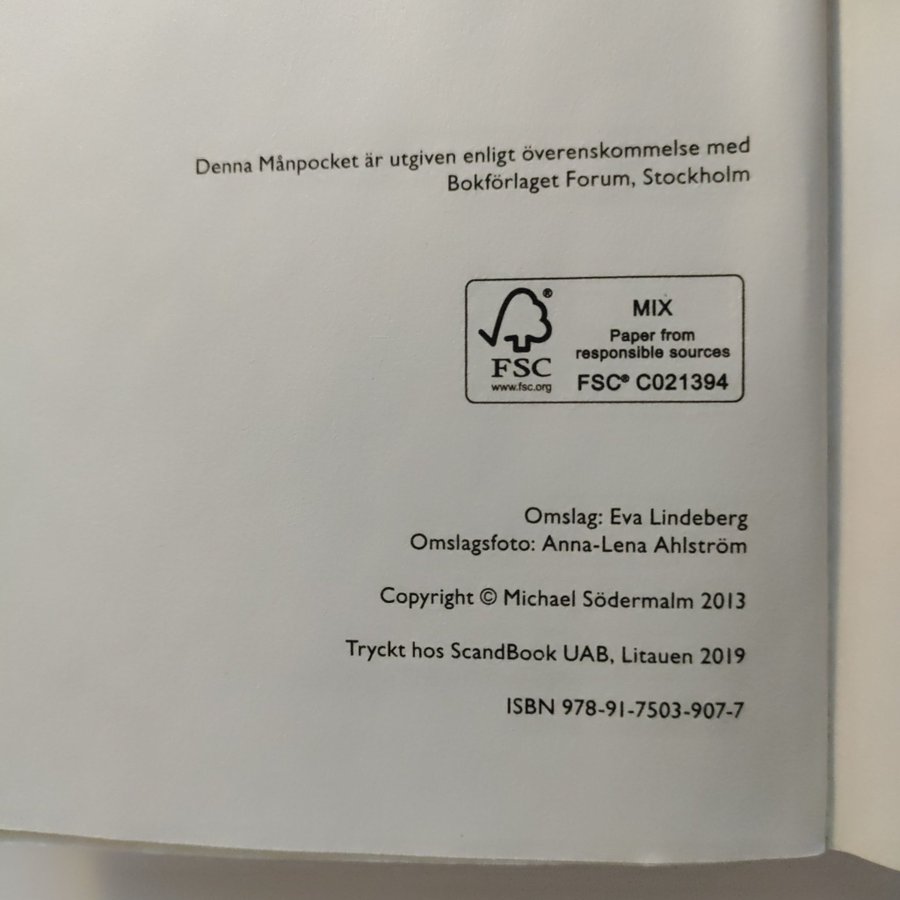 Denna Månpocket är utgiven enligt överenskommelse med
Bokförlaget Forum, Stockholm
FSC®
www.fsc.org
MIX
Paper from
responsible sources
FSC® C021394
Omslag: Eva Lindeberg
Omslagsfoto: Anna-Lena Ahlström
Copyright © Michael Södermalm 2013
Tryckt hos ScandBook UAB, Litauen 2019
ISBN 978-91-7503-907-7